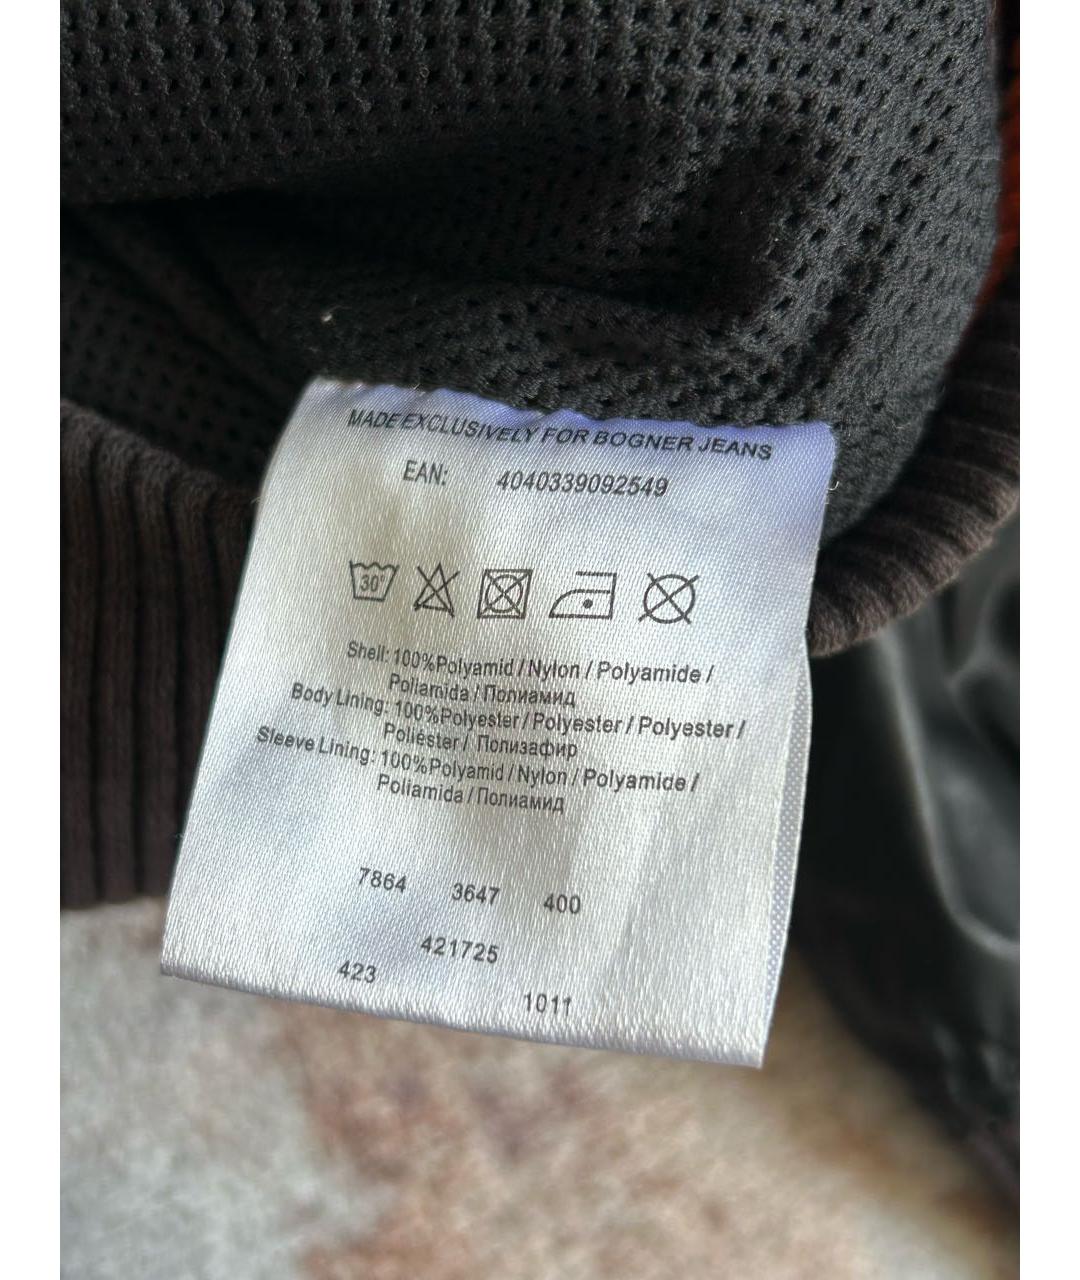 MADE EXCLUSIVELY FOR BOGNER JEANS
EAN: 4040339092549
30°
Shell: 100%Polyamid / Nylon / Polyamide /
Poliamida / Полиамид
Body Lining: 100%Polyester / Polyester / Polyester /
Poliéster / Полизафир
Sleeve Lining: 100%Polyamid / Nylon / Polyamide /
Poliamida / Полиамид
7864 3647 400
421725
423 1011